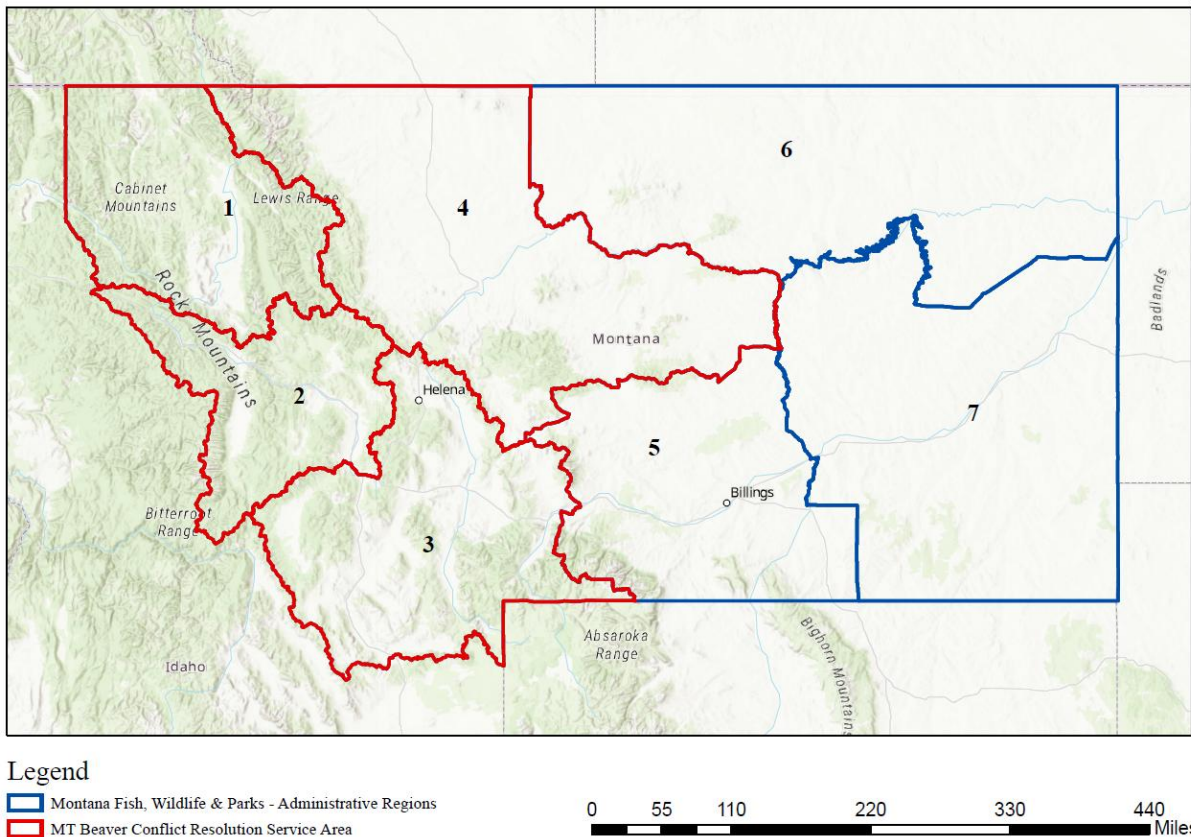 6
Cabinet
Mountains
1
Lewis Range
4
Rock Mountains
Badlands
Montana
Helena
2
7
5
Billings
Bitterroot
Range
3
Absaroka
Range
Bighorn Mountains
Idaho
Legend
Montana Fish, Wildlife & Parks - Administrative Regions
MT Beaver Conflict Resolution Service Area
0 55 110 220 330 440
Miles